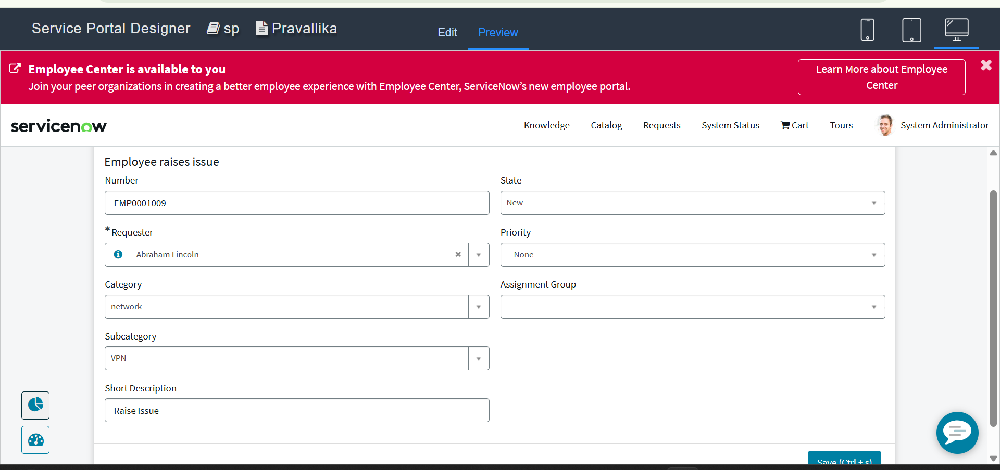 Service Portal Designer sp Pravallika Edit Preview
Employee Center is available to you
Join your peer organizations in creating a better employee experience with Employee Center, ServiceNow’s new employee portal.
Learn More about Employee
Center
servicenow Knowledge Catalog Requests System Status Cart Tours System Administrator
Employee raises issue
Number
EMP0001009
State
New
* Requester
Abraham Lincoln
Priority
-- None --
Category
network
Assignment Group
Subcategory
VPN
Short Description
Raise Issue
Save (Ctrl + s)